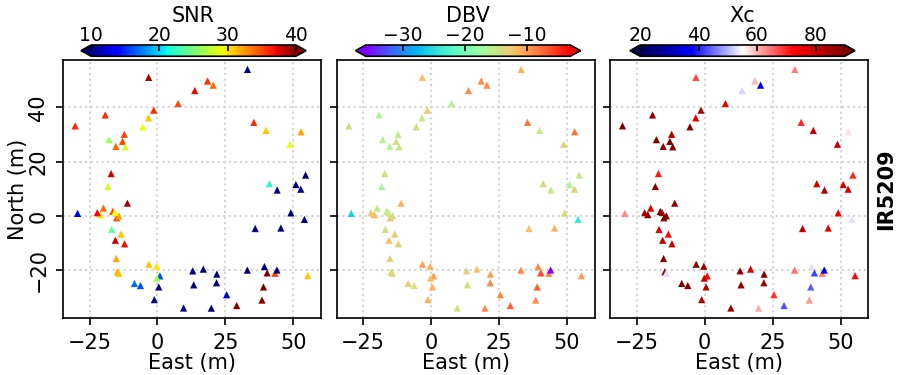 SNR DBV Xc
10 20 30 40 −30 −20 −10 20 40 60 80
North (m)
40
20
0
−20
−25 0 25 50 −25 0 25 50 −25 0 25 50
East (m) East (m) East (m)
IR5209